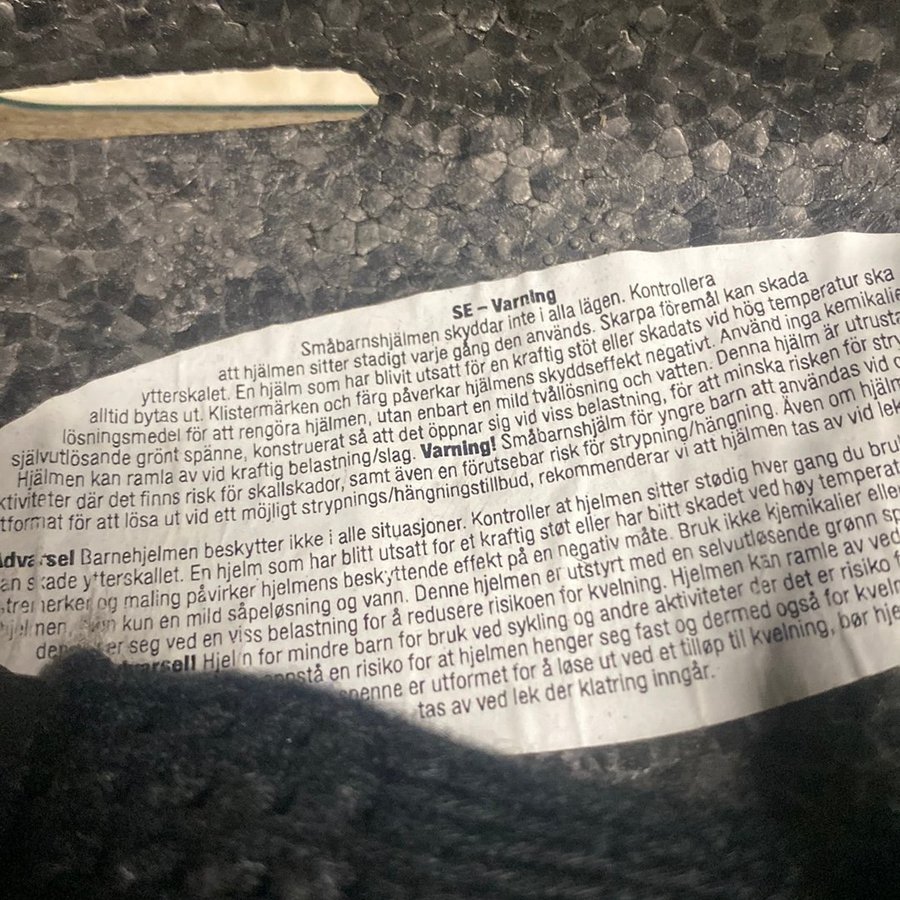 SE – Varning
Småbarnshjälmen skyddar inte i alla lägen. Kontrollera
att hjälmen sitter stadigt varje gång den används. Skarpa föremål kan skada
ytterskalet. En hjälm som har blivit utsatt för en kraftig stöt eller skadats vid hög temperatur ska
alltid bytas ut. Klistermärken och färg påverkar hjälmens skyddseffekt negativt. Använd inga kemikalie
lösningsmedel för att rengöra hjälmen, utan enbart en mild tvållösning och vatten. Denna hjälm är utrusta
självutlösande grönt spänne, konstruerat så att det öppnar sig vid viss belastning, för att minska risken för stry
Hjälmen kan ramla av vid kraftig belastning/slag. Varning! Småbarnshjälm för yngre barn att användas vid
ktiviteter där det finns risk för skallskador, samt även en förutsebar risk för strypning/hängning. Även om hjälm
tformat för att lösa ut vid ett möjligt strypnings/hängningstillbud, rekommenderar vi att hjälmen tas av vid lek
Advarsel Barnehjelmen beskytter ikke i alle situasjoner. Kontroller at hjelmen sitter stødig hver gang du bru
an skade ytterskallet. En hjelm som har blitt utsatt for et kraftig støt eller har blitt skadet ved høy temperat
merker og maling påvirker hjelmens beskyttende effekt på en negativ måte. Bruk ikke kjemikalier elle
kun en mild såpeløsning og vann. Denne hjelmen er utstyrt med en selvutløsende grønn sp
er seg ved en viss belastning for å redusere risikoen for kvelning. Hjelmen kan ramle av ved
Advarsel! Hjelm for mindre barn for bruk ved sykling og andre aktiviteter der det er risiko f
en risiko for at hjelmen henger seg fast og dermed også for kveln
spenne er utformet for å løse ut ved et tilløp til kvelning, bør hje
tas av ved lek der klatring inngår.